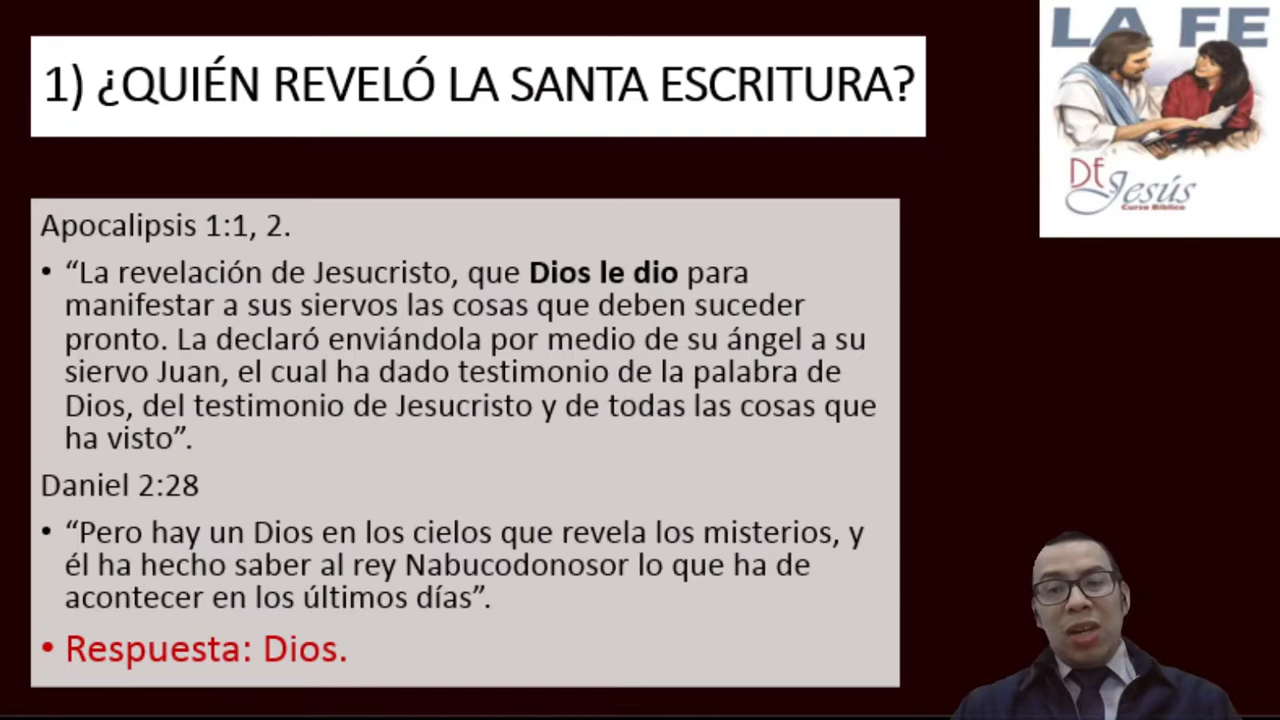 1) ¿QUIÉN REVELÓ LA SANTA ESCRITURA?
LA FE
DE Jesús
Curso Bíblico
Apocalipsis 1:1, 2.
• “La revelación de Jesucristo, que Dios le dio para
manifestar a sus siervos las cosas que deben suceder
pronto. La declaró enviándola por medio de su ángel a su
siervo Juan, el cual ha dado testimonio de la palabra de
Dios, del testimonio de Jesucristo y de todas las cosas que
ha visto”.
Daniel 2:28
• “Pero hay un Dios en los cielos que revela los misterios, y
él ha hecho saber al rey Nabucodonosor lo que ha de
acontecer en los últimos días”.
• Respuesta: Dios.